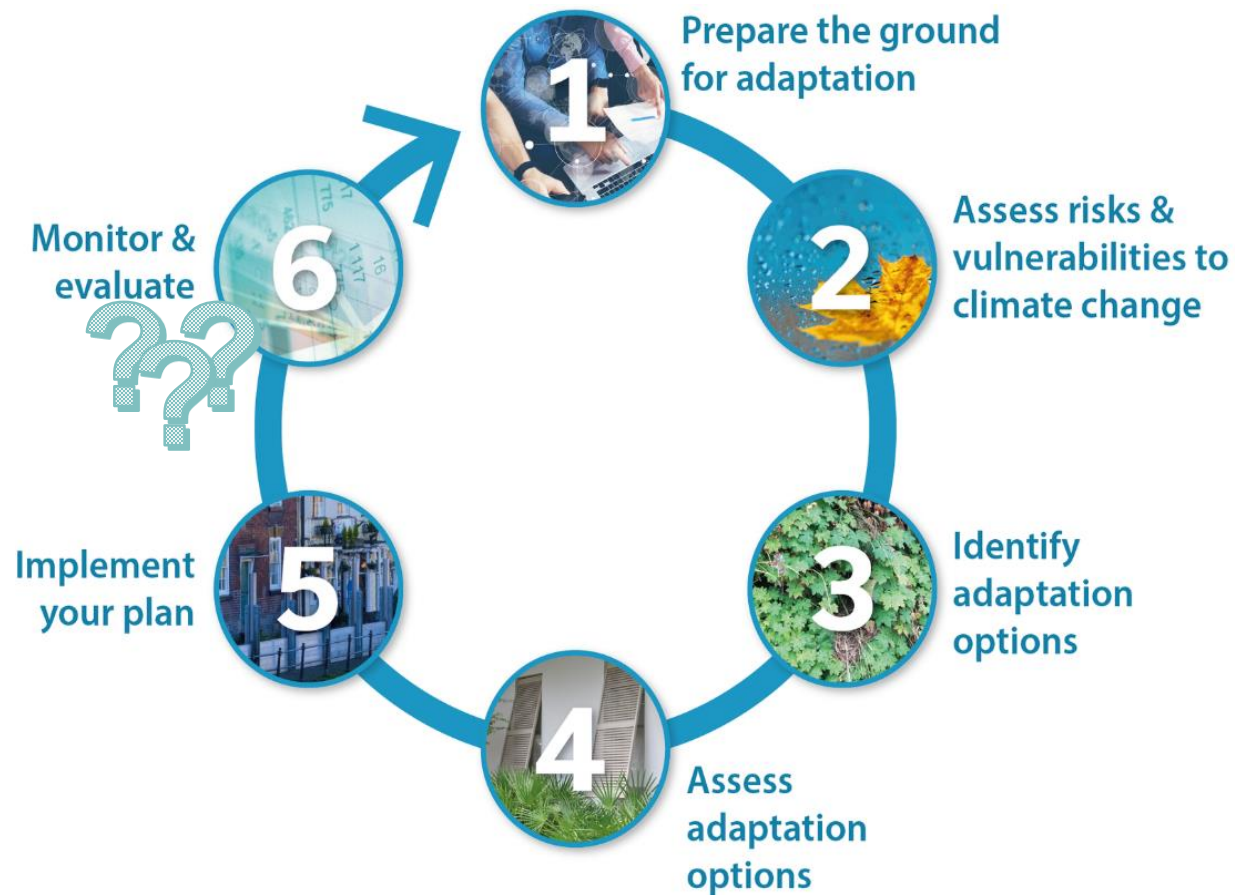 1
Prepare the ground
for adaptation
2
Assess risks &
vulnerabilities to
climate change
3
Identify
adaptation
options
4
Assess
adaptation
options
5
Implement
your plan
6
Monitor &
evaluate
???